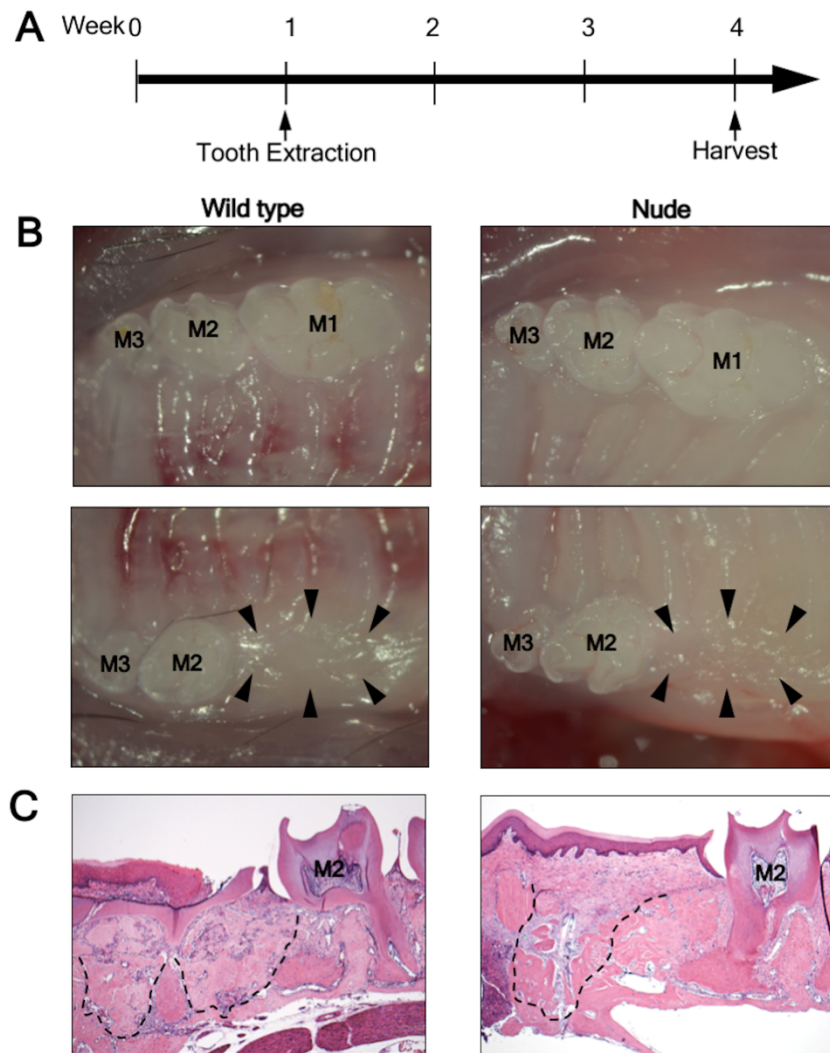 A
Week 0 1 2 3 4
Tooth Extraction Harvest
Wild type Nude
B
M3 M2 M1
M3 M2 M1
M3 M2
M3 M2
C
M2
M2